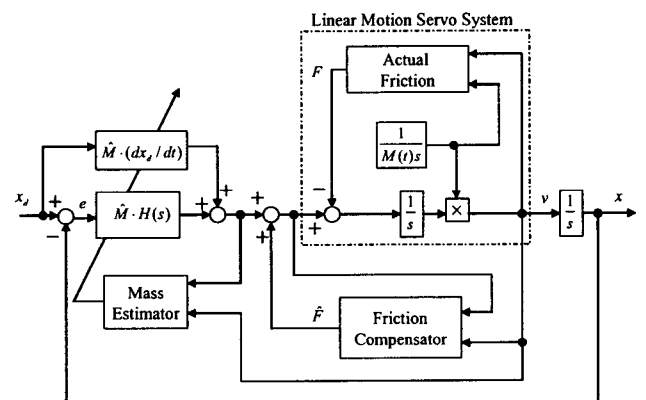 Linear Motion Servo System
Actual
Friction
F
1
M(t)s
M̂·(dx_d/dt)
x_d
+
−
e
M̂·H(s)
+
+
+
+
−
+
1
s
×
v
1
s
x
Mass
Estimator
F̂
Friction
Compensator